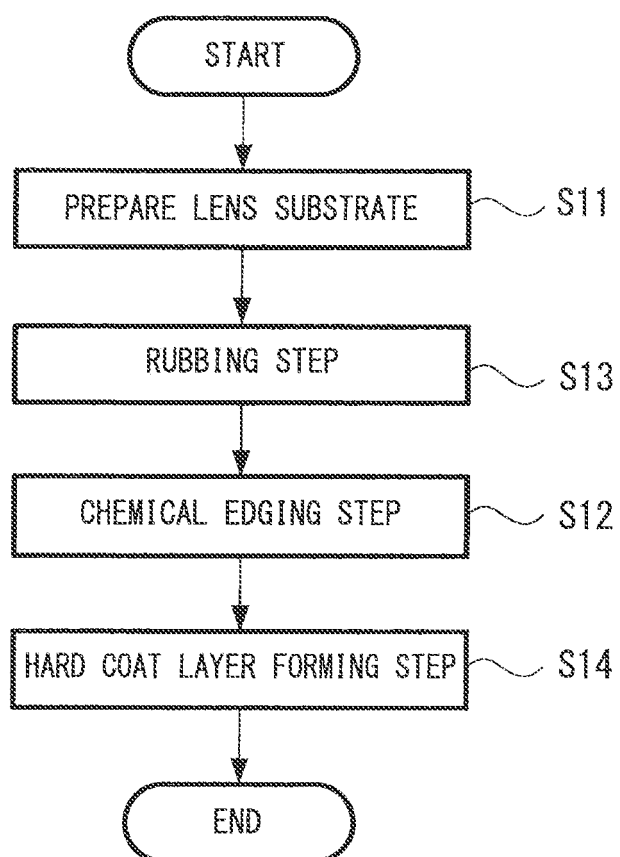 START
PREPARE LENS SUBSTRATE S11
RUBBING STEP S13
CHEMICAL EDGING STEP S12
HARD COAT LAYER FORMING STEP S14
END